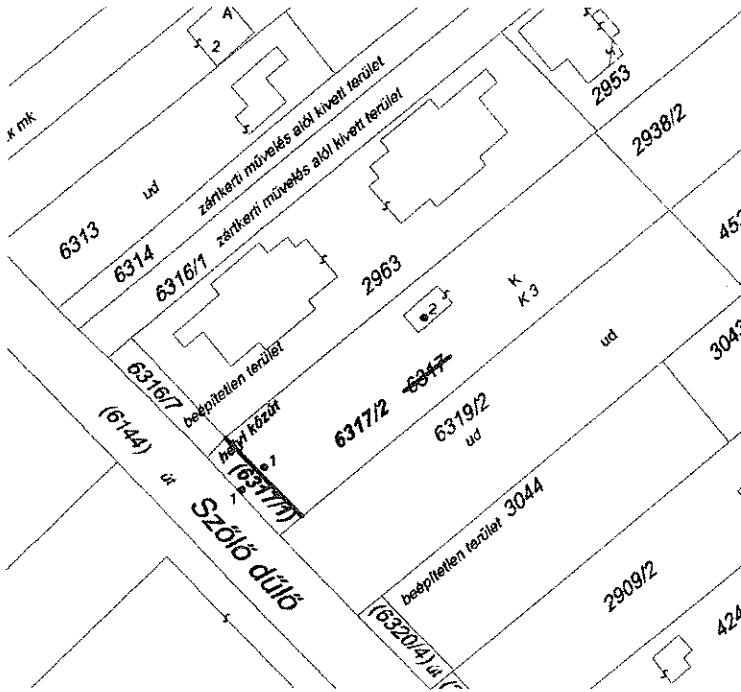 A
2
mk
6313
ud
6314
zártkerti művelés alól kivett terület
6316/1
zártkerti művelés alól kivett terület
2953
2938/2
2963
K
K 3
2
ud
6316/7
beépítetlen terület
helyi közút
(6317/1)
1
1
6317/2
6317
6319/2
ud
(6144)
út
Szőlő dűlő
beépítetlen terület
3044
2909/2
(6320/4) út